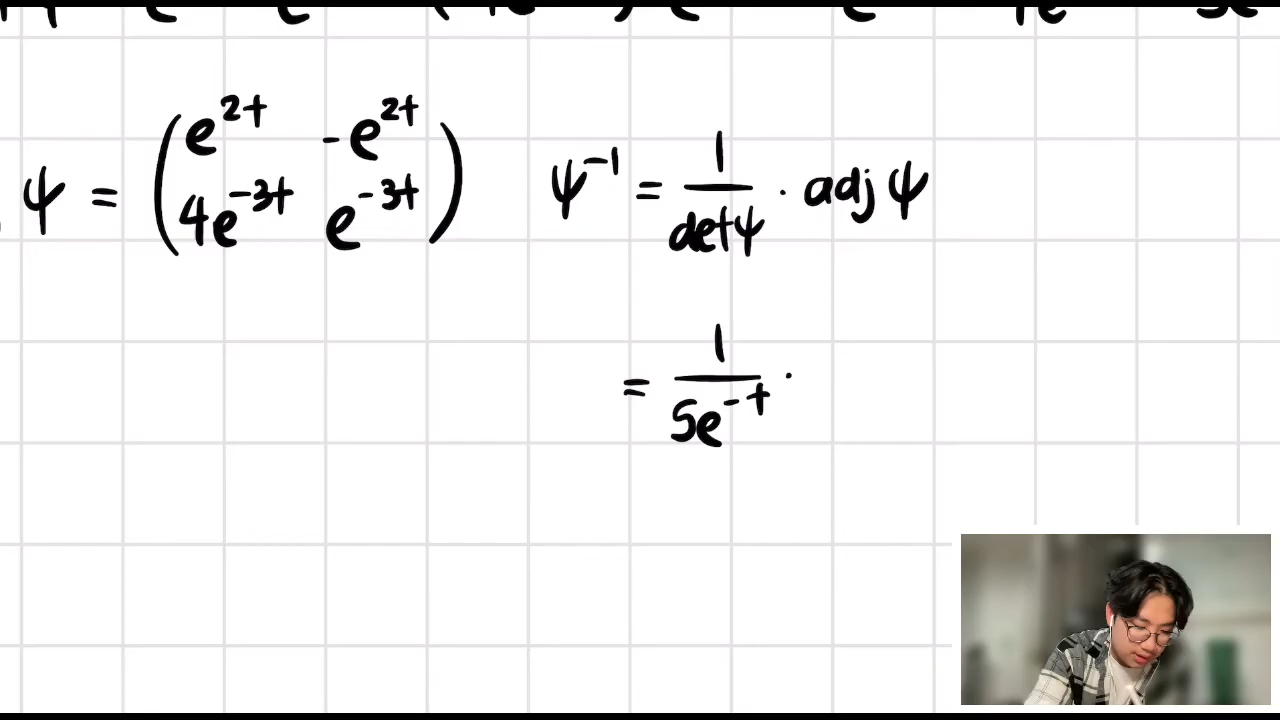 ψ = ( e^{2t} -e^{2t}
4e^{-3t} e^{-3t} )
ψ^{-1} = 1/detψ · adj ψ
= 1/5e^{-t} ·